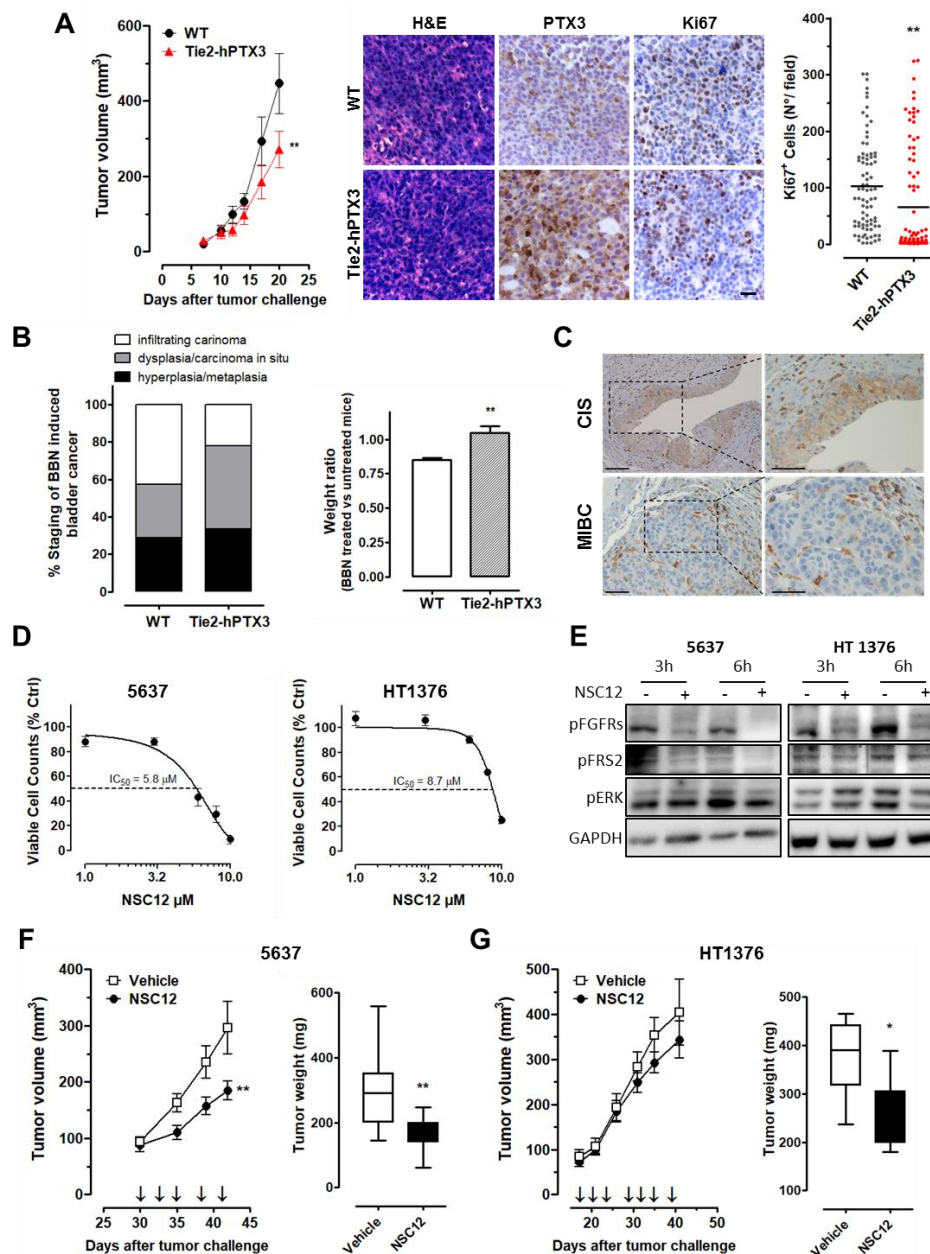 A
WT
Tie2-hPTX3
Tumor volume (mm³)
600
400
200
0
0 5 10 15 20 25
Days after tumor challenge
**
H&E PTX3 Ki67
WT
Tie2-hPTX3
Ki67⁺ Cells (N°/ field)
400
300
200
100
0
**
WT
Tie2-hPTX3
B
infiltrating carinoma
dysplasia/carcinoma in situ
hyperplasia/metaplasia
% Staging of BBN induced
bladder cancer
100
80
60
40
20
0
WT Tie2-hPTX3
Weight ratio
(BBN treated vs untreated mice)
1.00
0.75
0.50
0.25
0.00
**
WT Tie2-hPTX3
C
CIS
MIBC
D
5637
Viable Cell Counts (% Ctrl)
100
80
60
40
20
0
IC₅₀ = 5.8 µM
1.0 3.2 10.0
NSC12 µM
HT1376
Viable Cell Counts (% Ctrl)
100
80
60
40
20
0
IC₅₀ = 8.7 µM
1.0 3.2 10.0
NSC12 µM
E
5637 HT 1376
3h 6h 3h 6h
NSC12 - + - + - + - +
pFGFRs
pFRS2
pERK
GAPDH
F
5637
Vehicle
NSC12
Tumor volume (mm³)
400
300
200
100
0
**
25 30 35 40 45
Days after tumor challenge
Tumor weight (mg)
600
400
200
0
**
Vehicle
NSC12
G
HT1376
Vehicle
NSC12
Tumor volume (mm³)
500
400
300
200
100
0
20 30 40 50
Days after tumor challenge
Tumor weight (mg)
500
400
300
200
100
*
Vehicle
NSC12